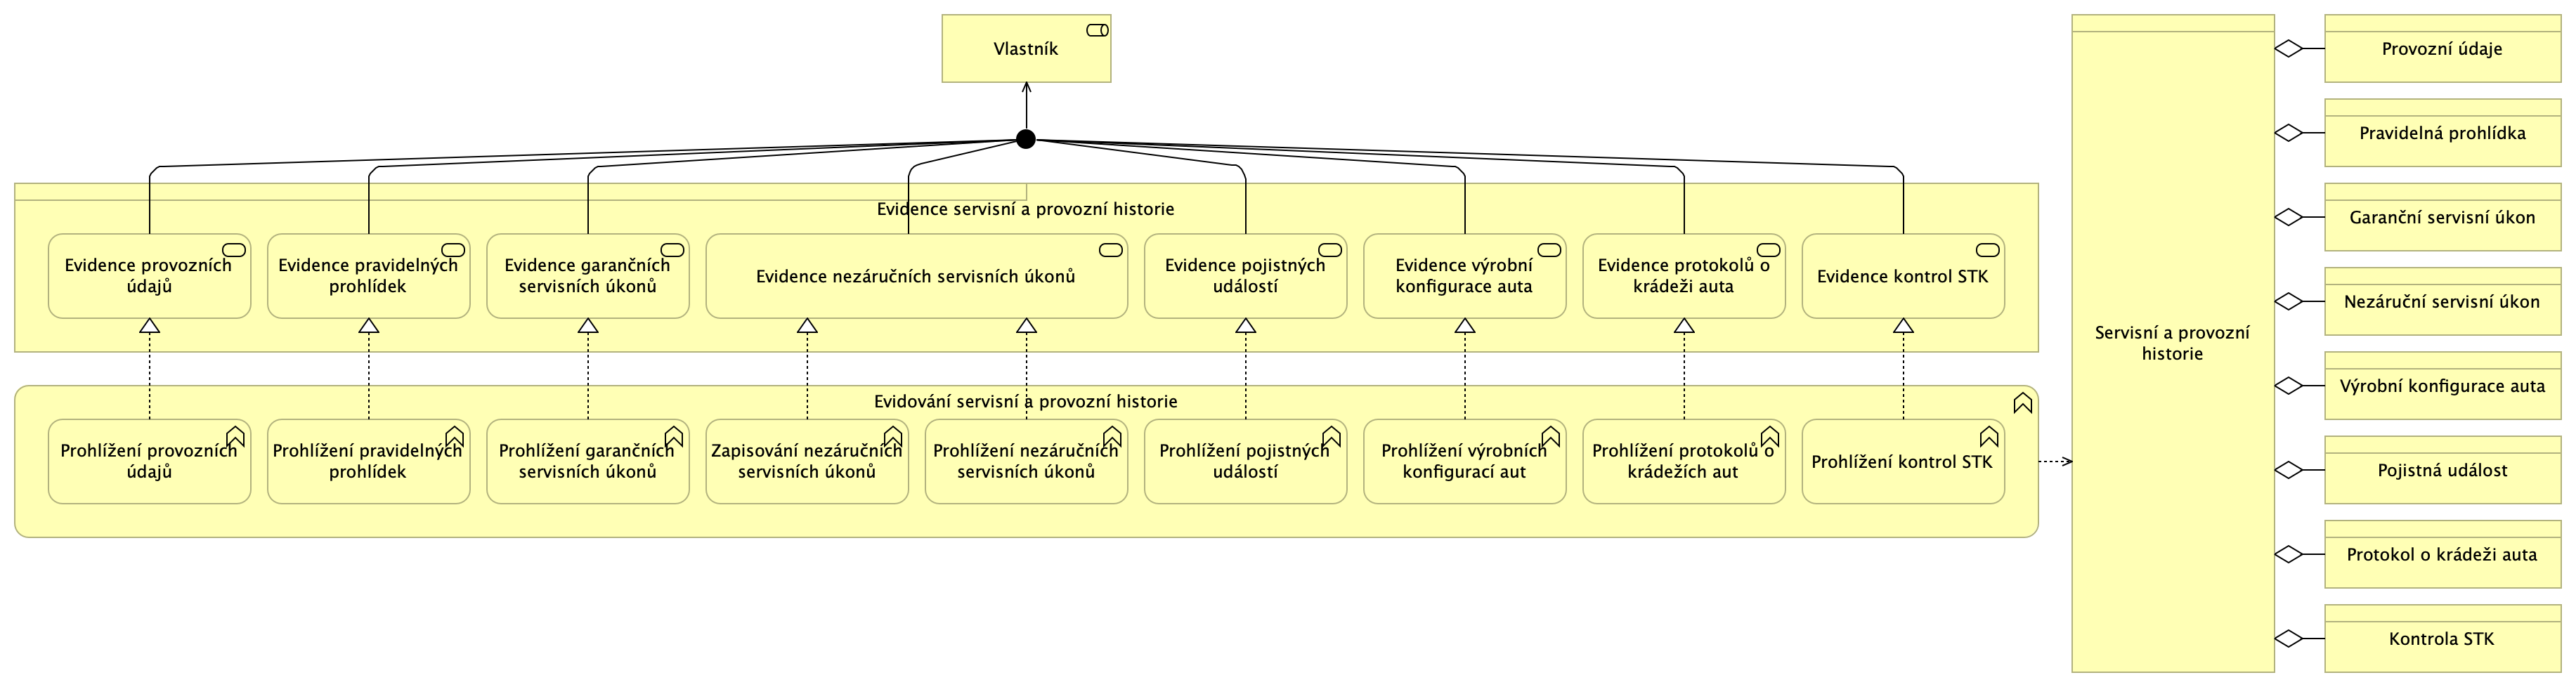 Vlastník
Evidence servisní a provozní historie
Evidence provozních
údajů
Evidence pravidelných
prohlídek
Evidence garančních
servisních úkonů
Evidence nezáručních servisních úkonů
Evidence pojistných
událostí
Evidence výrobní
konfigurace auta
Evidence protokolů o
krádeži auta
Evidence kontrol STK
Evidování servisní a provozní historie
Prohlížení provozních
údajů
Prohlížení pravidelných
prohlídek
Prohlížení garančních
servisních úkonů
Zapisování nezáručních
servisních úkonů
Prohlížení nezáručních
servisních úkonů
Prohlížení pojistných
událostí
Prohlížení výrobních
konfigurací aut
Prohlížení protokolů o
krádežích aut
Prohlížení kontrol STK
Servisní a provozní
historie
Provozní údaje
Pravidelná prohlídka
Garanční servisní úkon
Nezáruční servisní úkon
Výrobní konfigurace auta
Pojistná událost
Protokol o krádeži auta
Kontrola STK